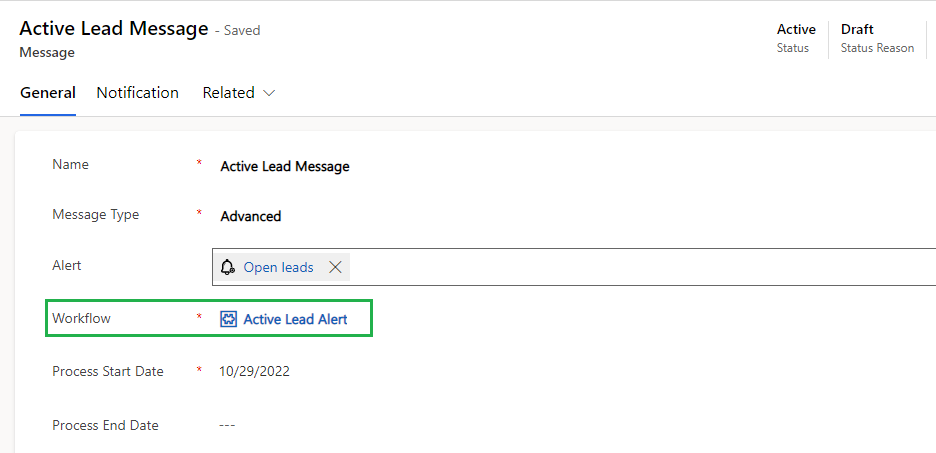 Active Lead Message - Saved
Message
Active
Status
Draft
Status Reason
General Notification Related
Name * Active Lead Message
Message Type * Advanced
Alert Open leads
Workflow * Active Lead Alert
Process Start Date * 10/29/2022
Process End Date ---